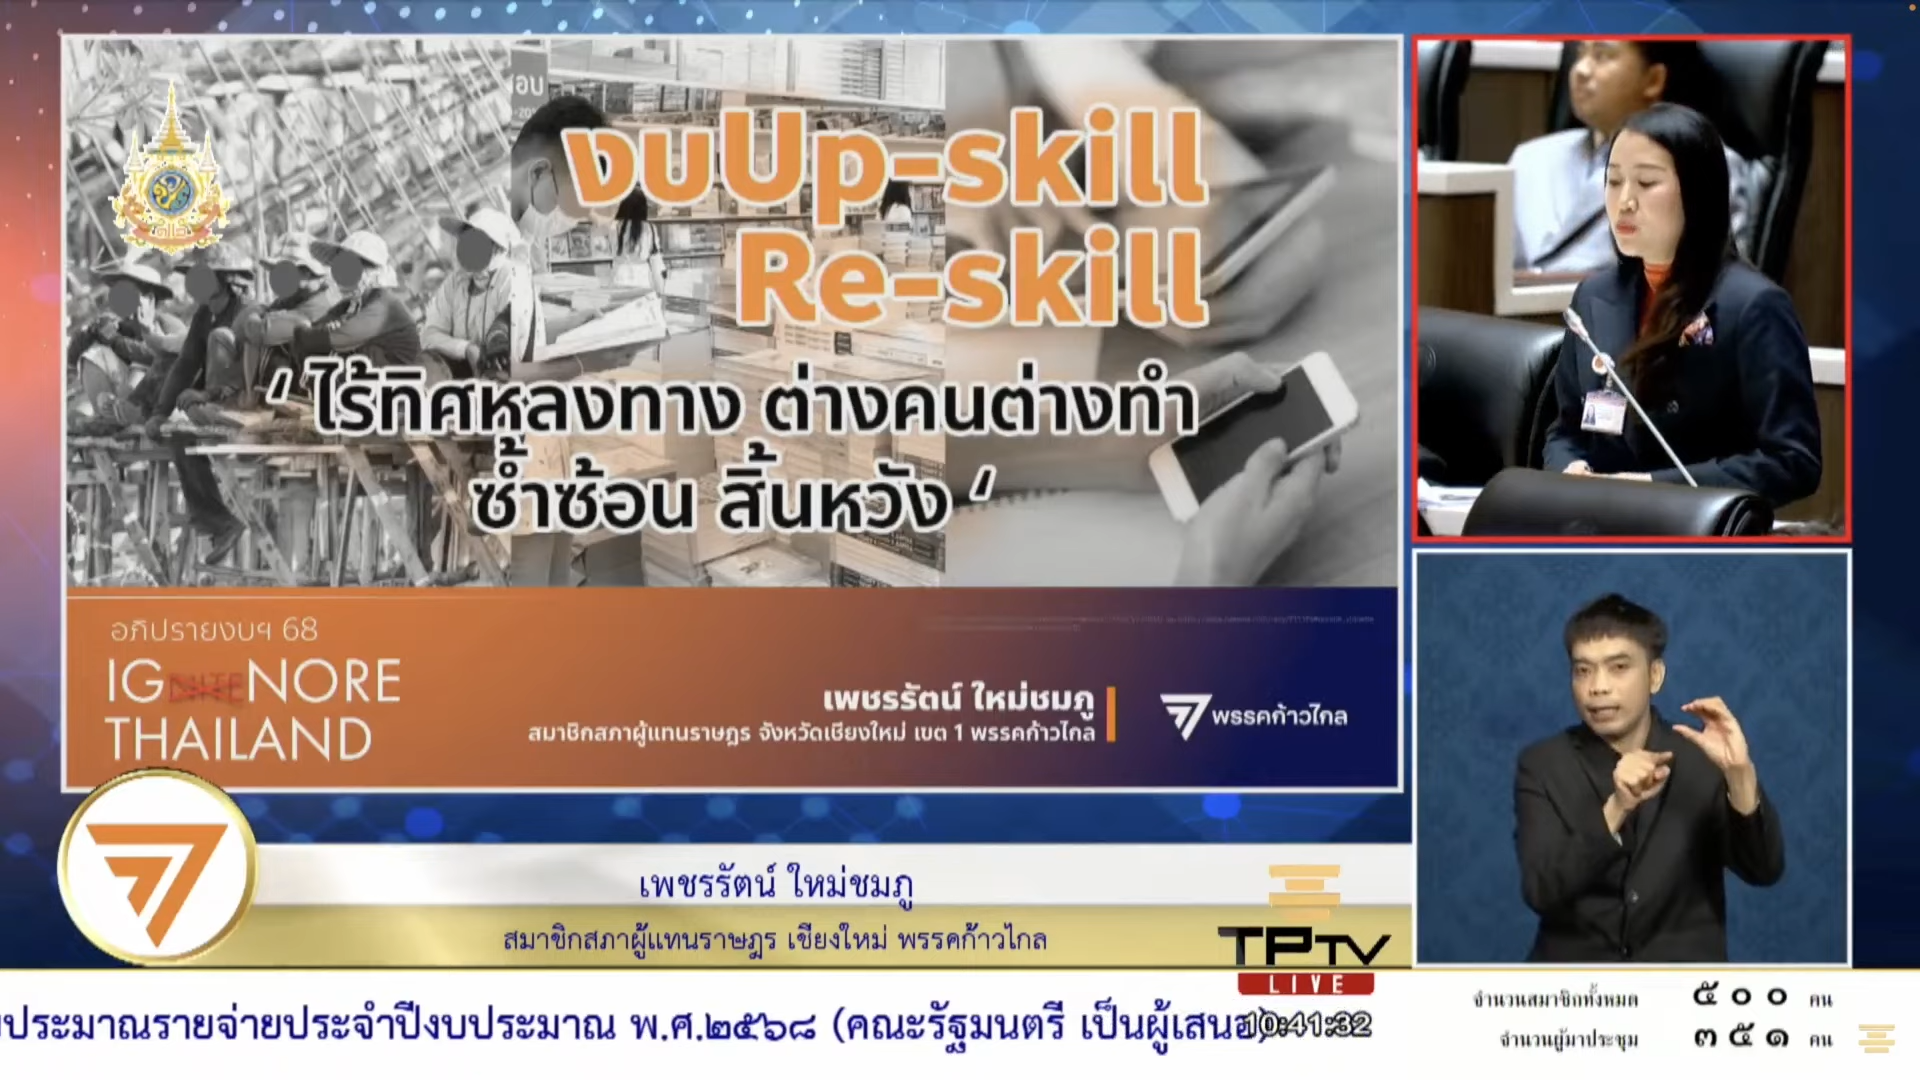 สอบ
งบUp-skill
Re-skill
‘ ไร้ทิศหลงทาง ต่างคนต่างทำ
ซ้ำซ้อน สิ้นหวัง ‘
อภิปรายงบฯ 68
IGNITENORE
THAILAND
เพชรรัตน์ ใหม่ชมภู
สมาชิกสภาผู้แทนราษฎร จังหวัดเชียงใหม่ เขต 1 พรรคก้าวไกล
พรรคก้าวไกล
เพชรรัตน์ ใหม่ชมภู
สมาชิกสภาผู้แทนราษฎร เชียงใหม่ พรรคก้าวไกล
TPTV
LIVE
ประมาณรายจ่ายประจำปีงบประมาณ พ.ศ.๒๕๖๘ (คณะรัฐมนตรี เป็นผู้เสนอ)
10:41:32
จำนวนสมาชิกทั้งหมด ๕๐๐ คน
จำนวนผู้มาประชุม ๓๕๑ คน